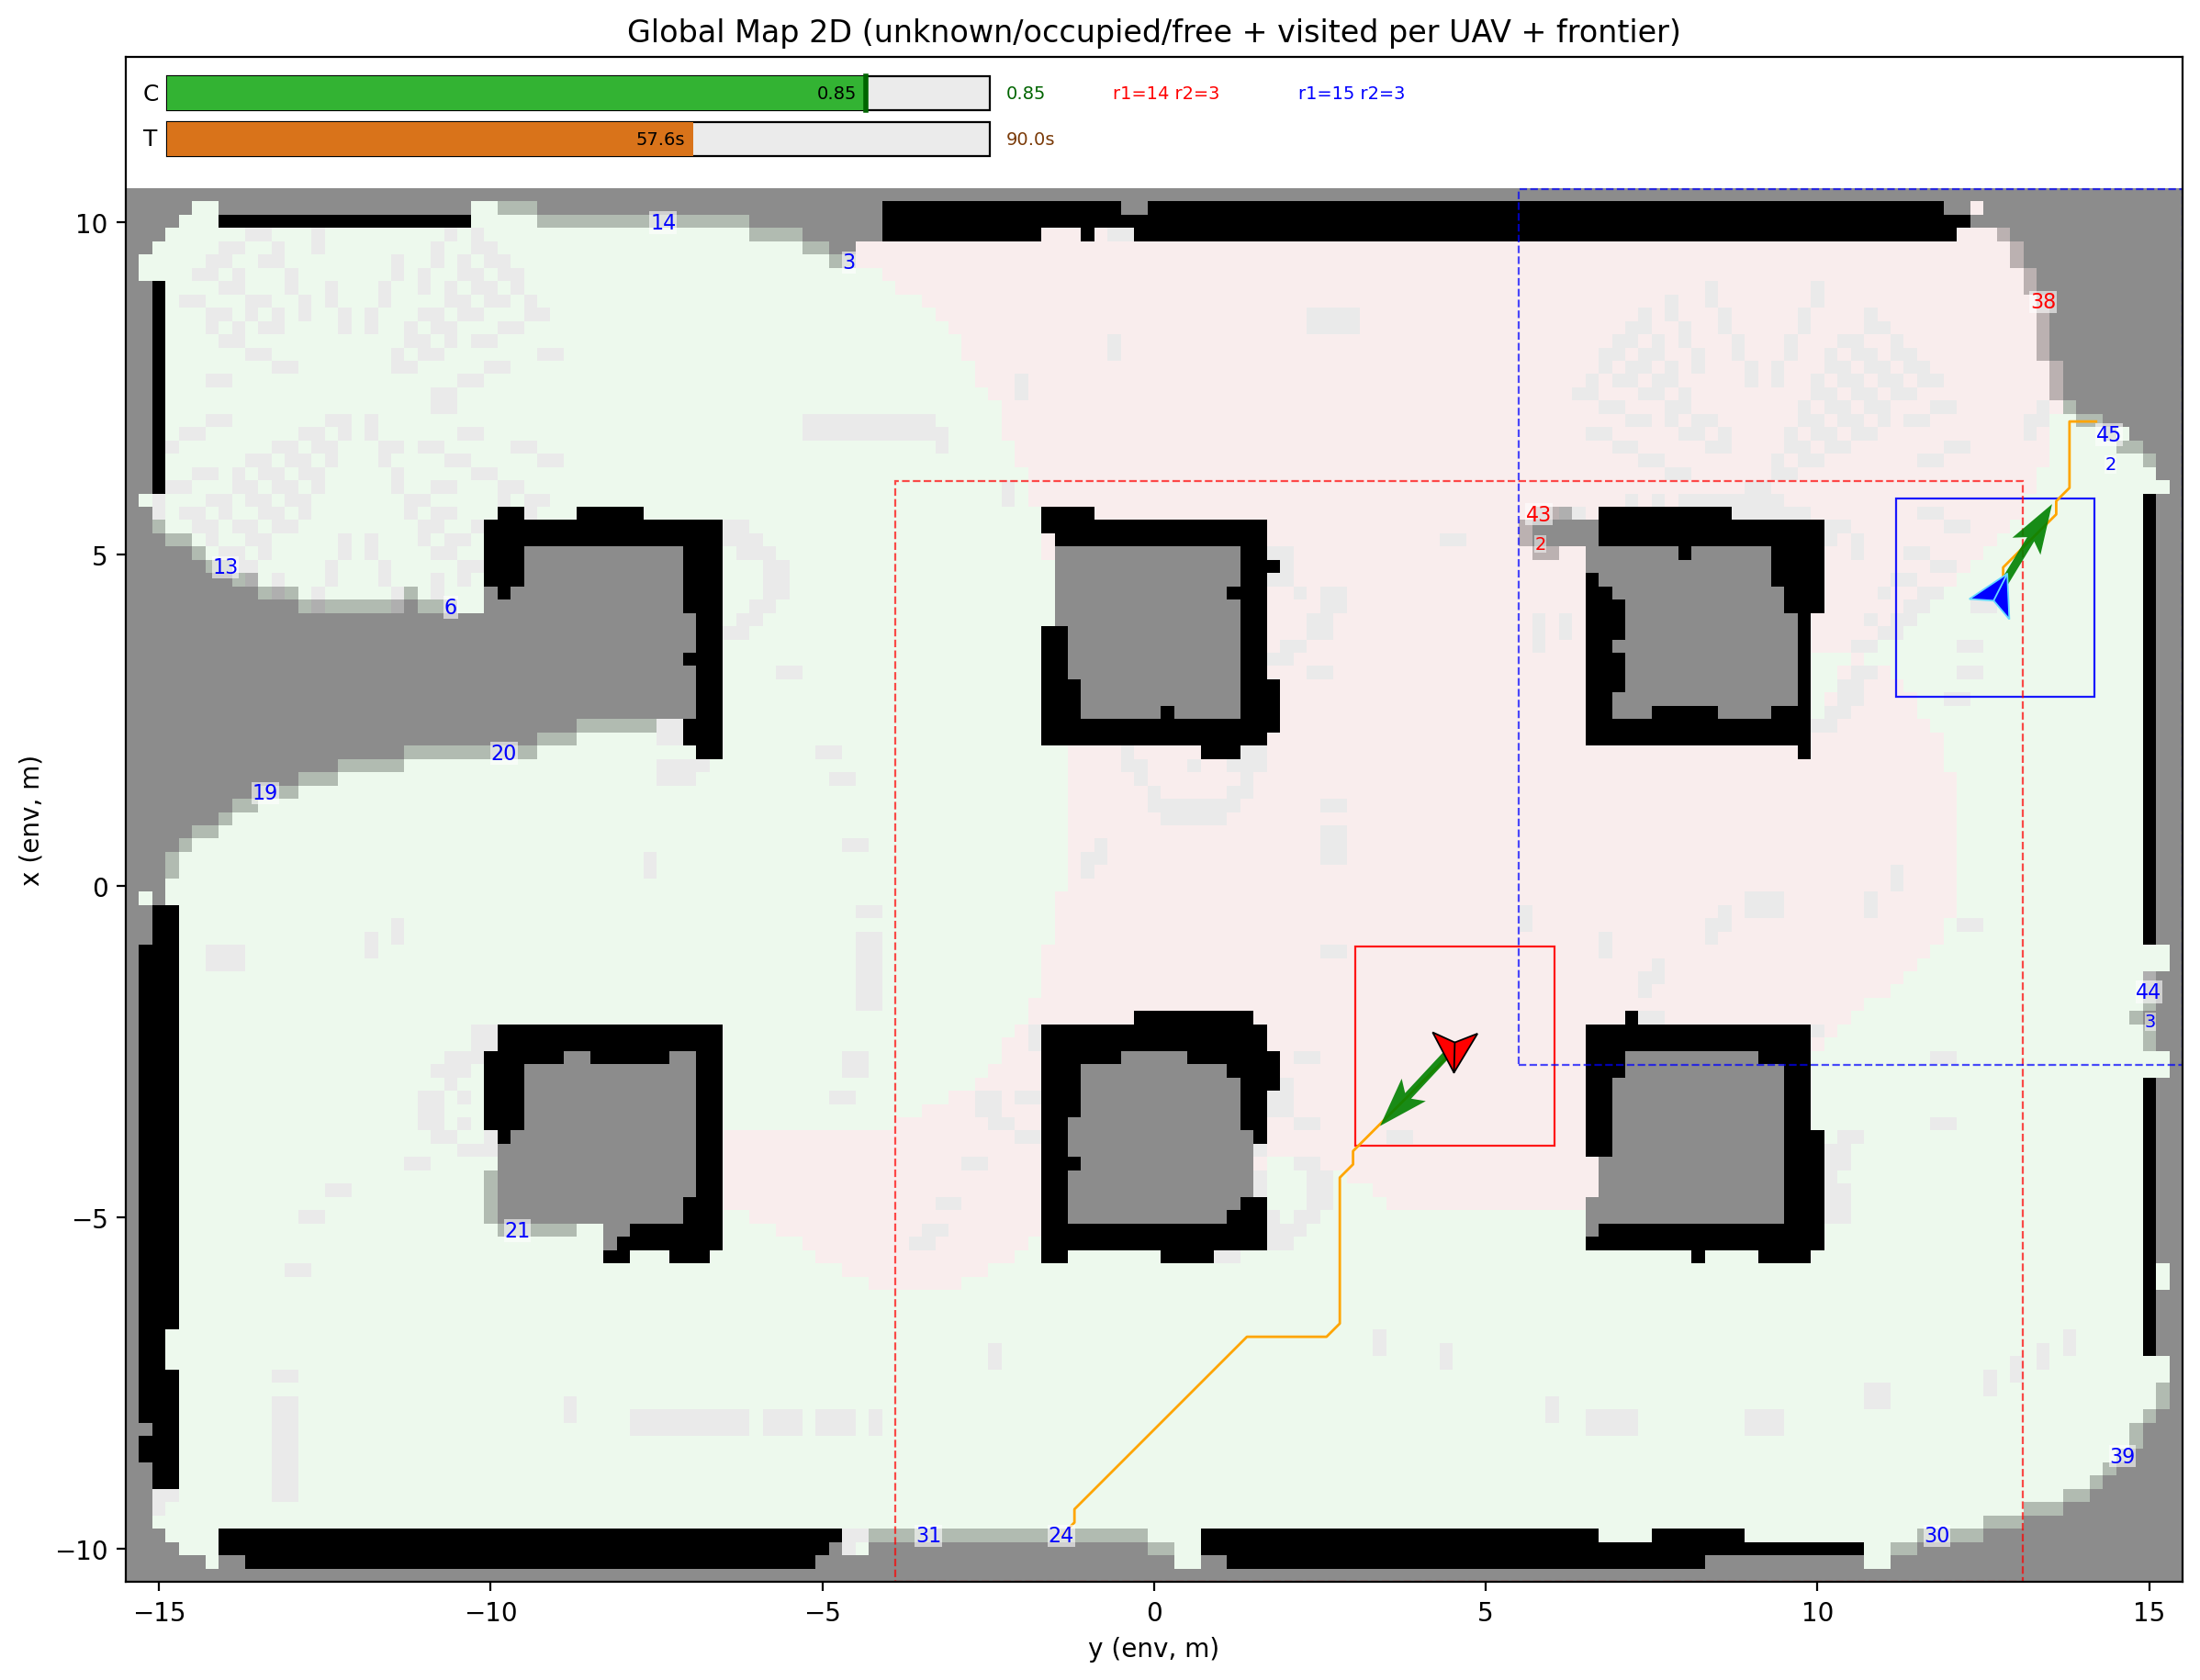 Global Map 2D (unknown/occupied/free + visited per UAV + frontier)
C 0.85 0.85 r1=14 r2=3 r1=15 r2=3
T 57.6s 90.0s
10
14
3
38
45
2
43
5
2
13
6
20
19
x (env, m)
0
44
3
−5
21
39
31 24 30
−10
−15 −10 −5 0 5 10 15
y (env, m)